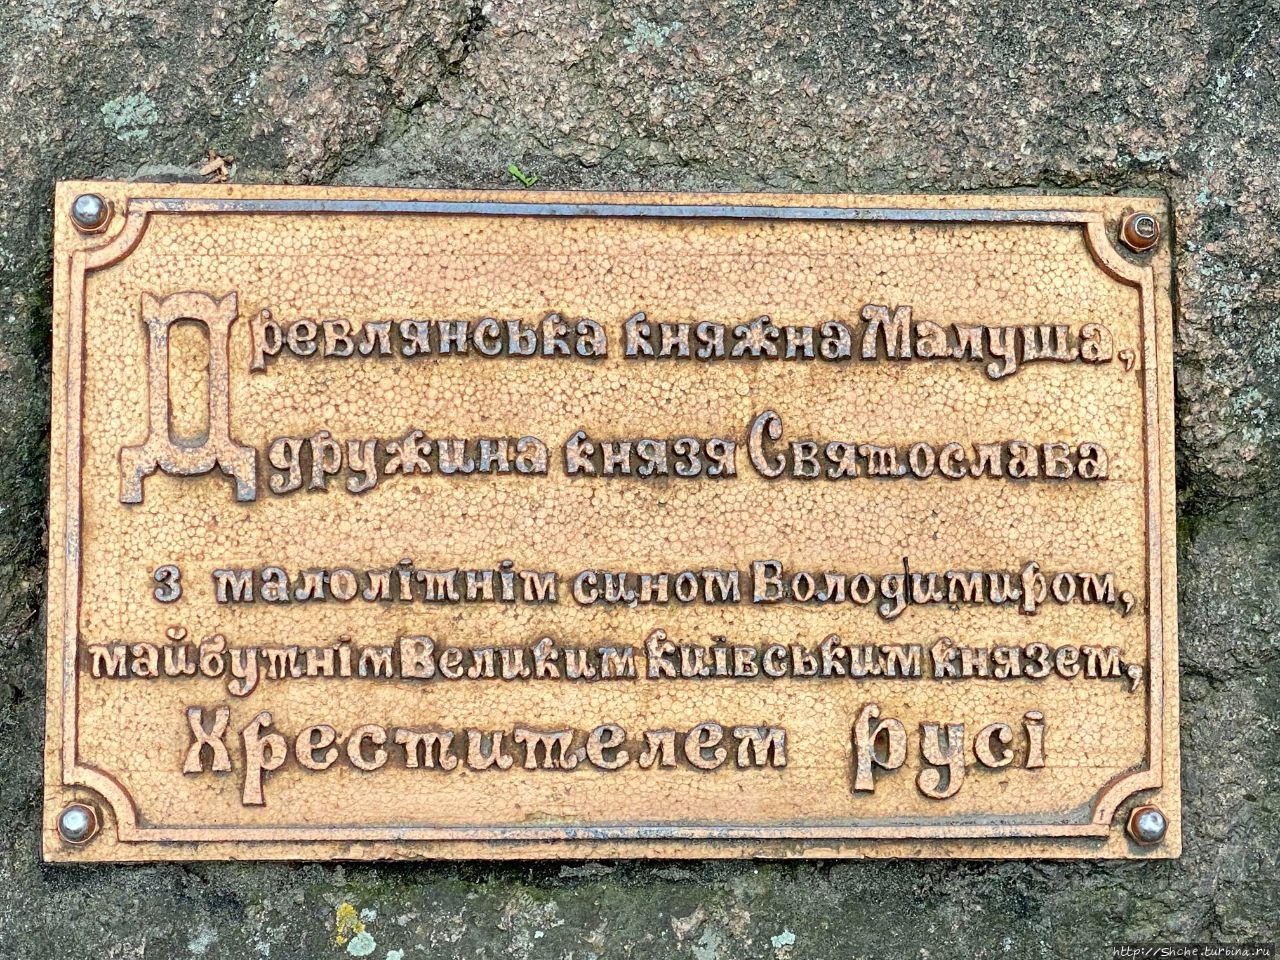 Древлянська княжна Малуша,
дружина князя Святослава
з малолітнім сином Володимиром,
майбутнім Великим київським князем,
Хрестителем русі
http://Shche.turbina.ru